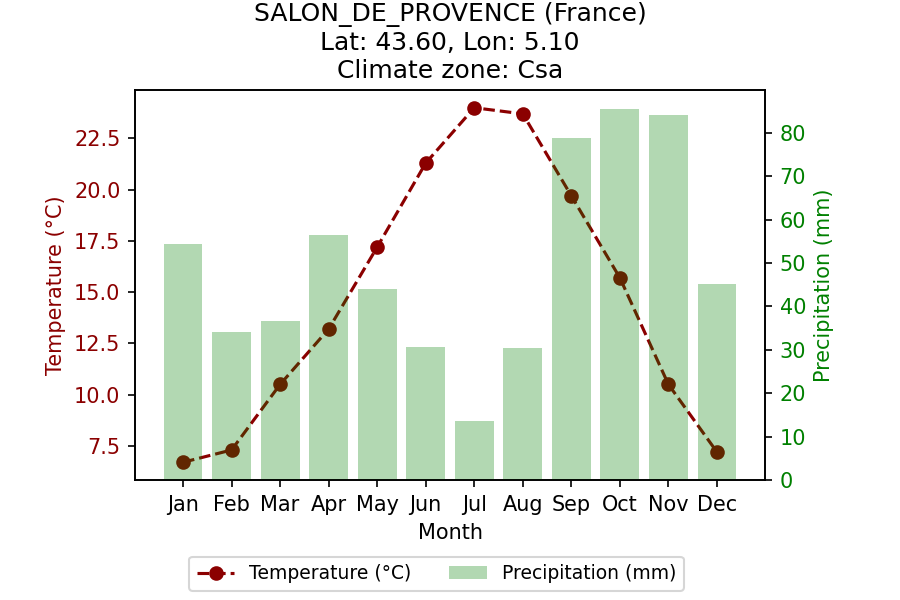 SALON_DE_PROVENCE (France)
Lat: 43.60, Lon: 5.10
Climate zone: Csa
22.5
20.0
17.5
15.0
12.5
10.0
7.5
Temperature (°C)
80
70
60
50
40
30
20
10
0
Precipitation (mm)
Jan Feb Mar Apr May Jun Jul Aug Sep Oct Nov Dec
Month
Temperature (°C) Precipitation (mm)